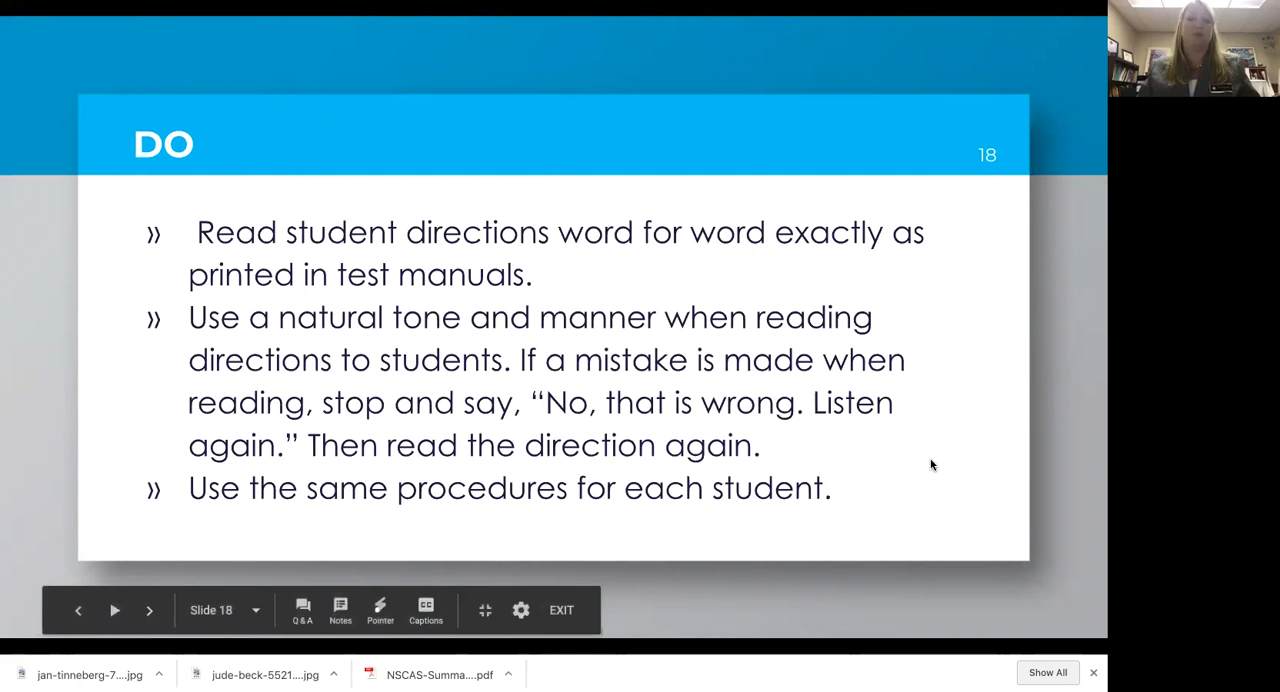 DO
18
» Read student directions word for word exactly as
printed in test manuals.
» Use a natural tone and manner when reading
directions to students. If a mistake is made when
reading, stop and say, “No, that is wrong. Listen
again.” Then read the direction again.
» Use the same procedures for each student.
Slide 18
Q & A
Notes
Pointer
CC
Captions
EXIT
jan-tinneberg-7....jpg
jude-beck-5521....jpg
NSCAS-Summa....pdf
Show All